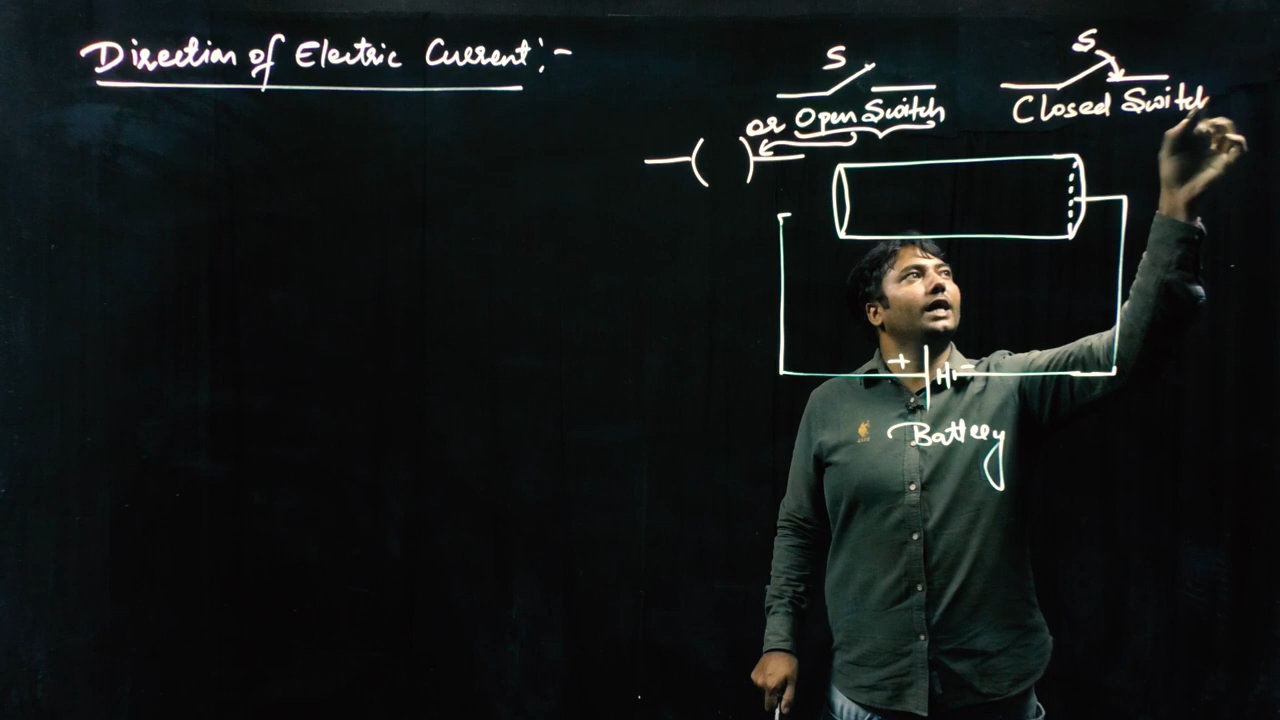 Direction of Electric Current :-
S
S
or Open Switch
Closed Switch
+
-
Battery